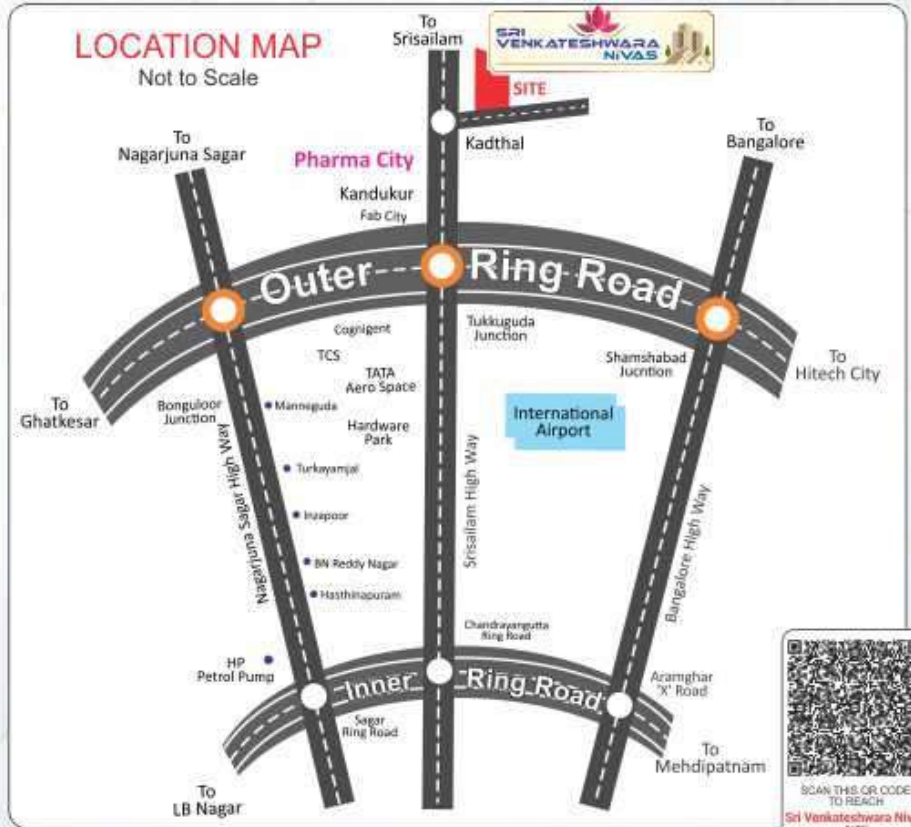 LOCATION MAP
Not to Scale
To
Srisailam
SRI
VENKATESHWARA
NIVAS
SITE
Kadthal
To
Nagarjuna Sagar
To
Bangalore
Pharma City
Kandukur
Fab City
Outer Ring Road
Cognigent
TCS
TATA
Aero Space
Hardware
Park
Tukkuguda
Junction
Shamshabad
Jucntion
To
Hitech City
To
Ghatkesar
Bonguloor
Junction
Manneguda
International
Airport
Turkayamjal
Nagarjuna Sagar High Way
Srisailam High Way
Bangalore High Way
Inzapoor
BN Reddy Nagar
Hasthinapuram
Chandrayangutta
Ring Road
HP
Petrol Pump
Inner Ring Road
Aramghar
'X' Road
Sagar
Ring Road
To
Mehdipatnam
To
LB Nagar
SCAN THIS QR CODE
TO REACH
Sri Venkateshwara Niv